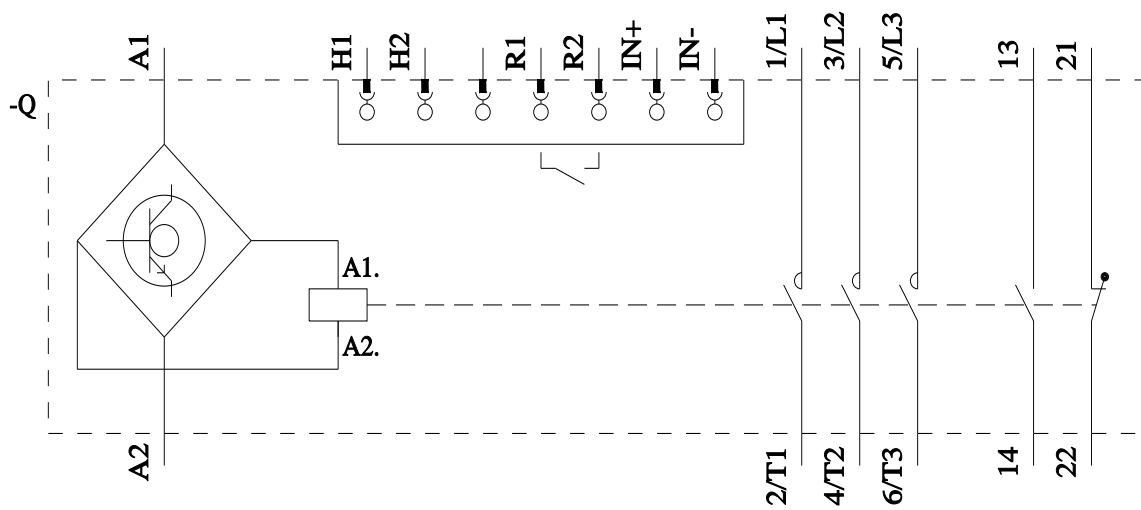 A1
H1
H2
R1
R2
IN+
IN-
1/L1
3/L2
5/L3
13
21
-Q
A1.
A2.
A2
2/T1
4/T2
6/T3
14
22